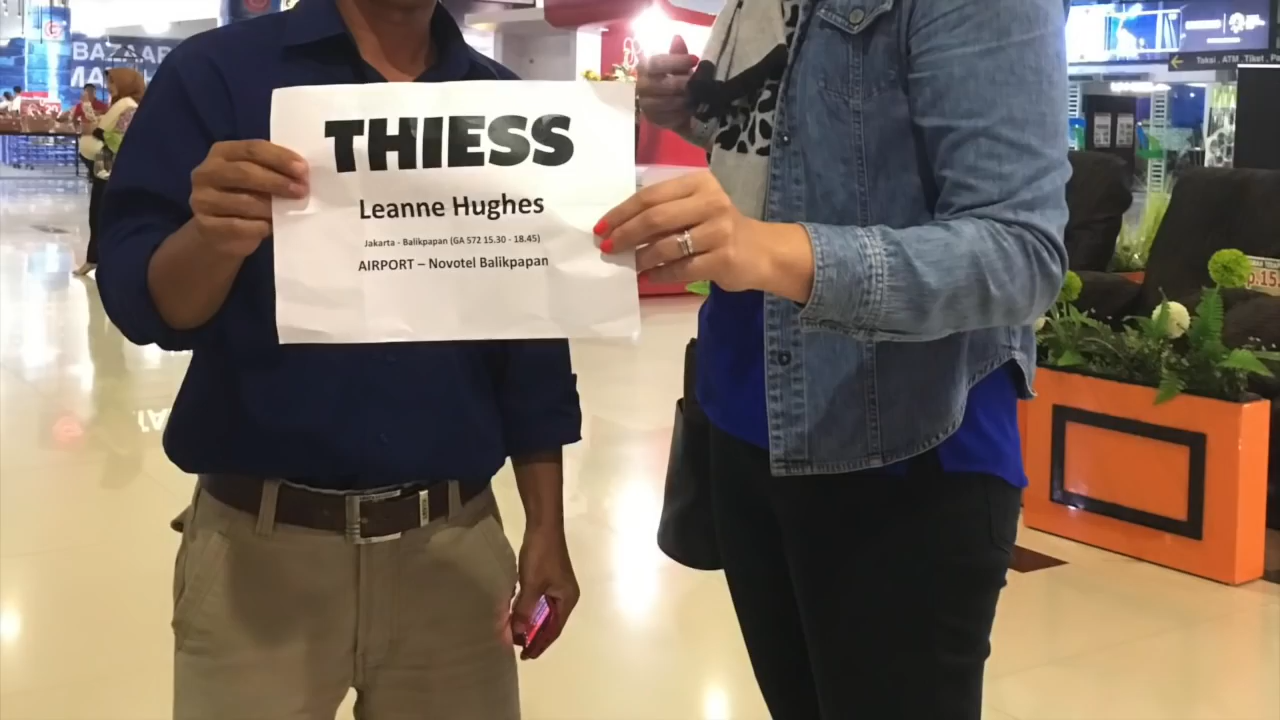 BAZAAR
THIESS
Leanne Hughes
Jakarta - Balikpapan (GA 572 15.30 - 18.45)
AIRPORT – Novotel Balikpapan
Taksi , ATM , Tiket ,